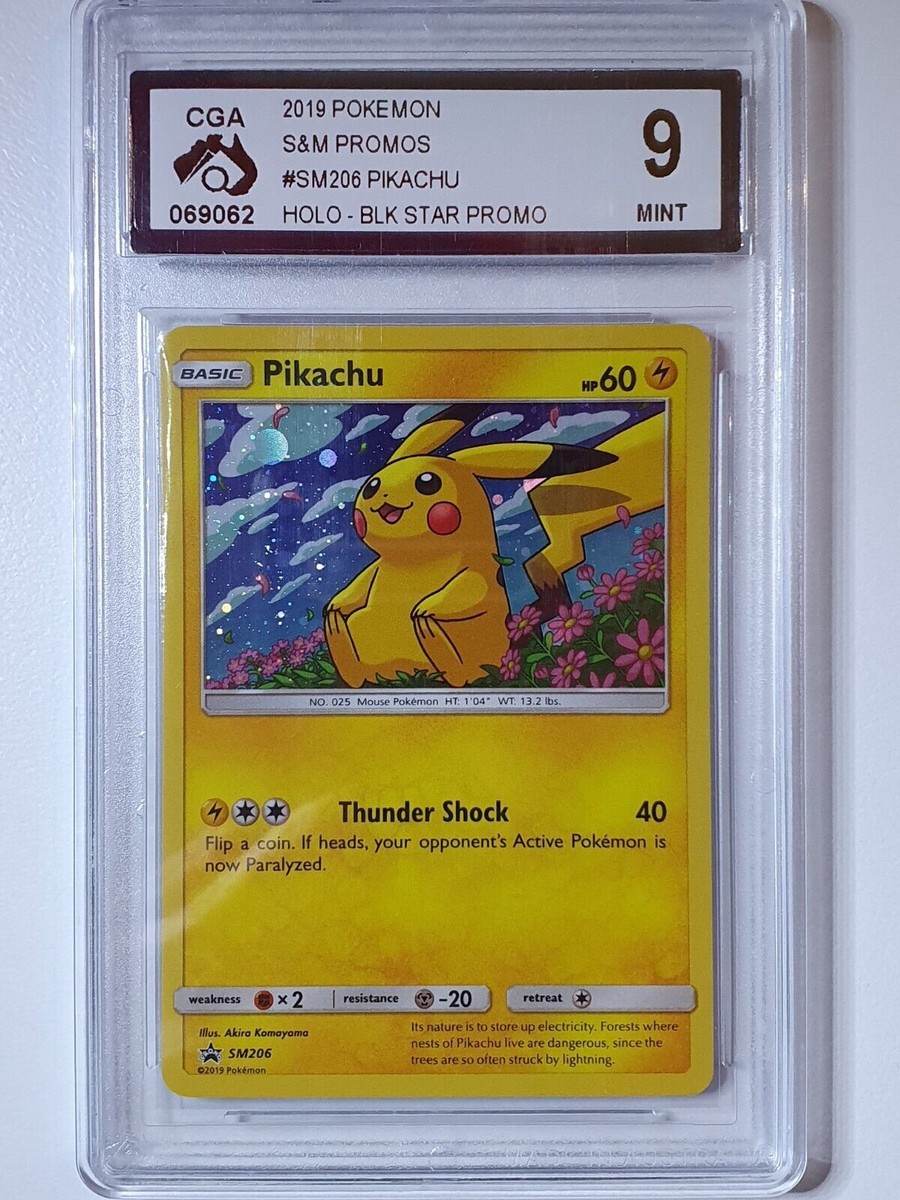 CGA
069062
2019 POKEMON
S&M PROMOS
#SM206 PIKACHU
HOLO - BLK STAR PROMO
9
MINT
BASIC Pikachu HP60
NO. 025 Mouse Pokémon HT: 1'04" WT: 13.2 lbs.
Thunder Shock 40
Flip a coin. If heads, your opponent's Active Pokémon is
now Paralyzed.
weakness ×2 resistance -20 retreat
Illus. Akira Komayama
SM206
©2019 Pokémon
Its nature is to store up electricity. Forests where
nests of Pikachu live are dangerous, since the
trees are so often struck by lightning.